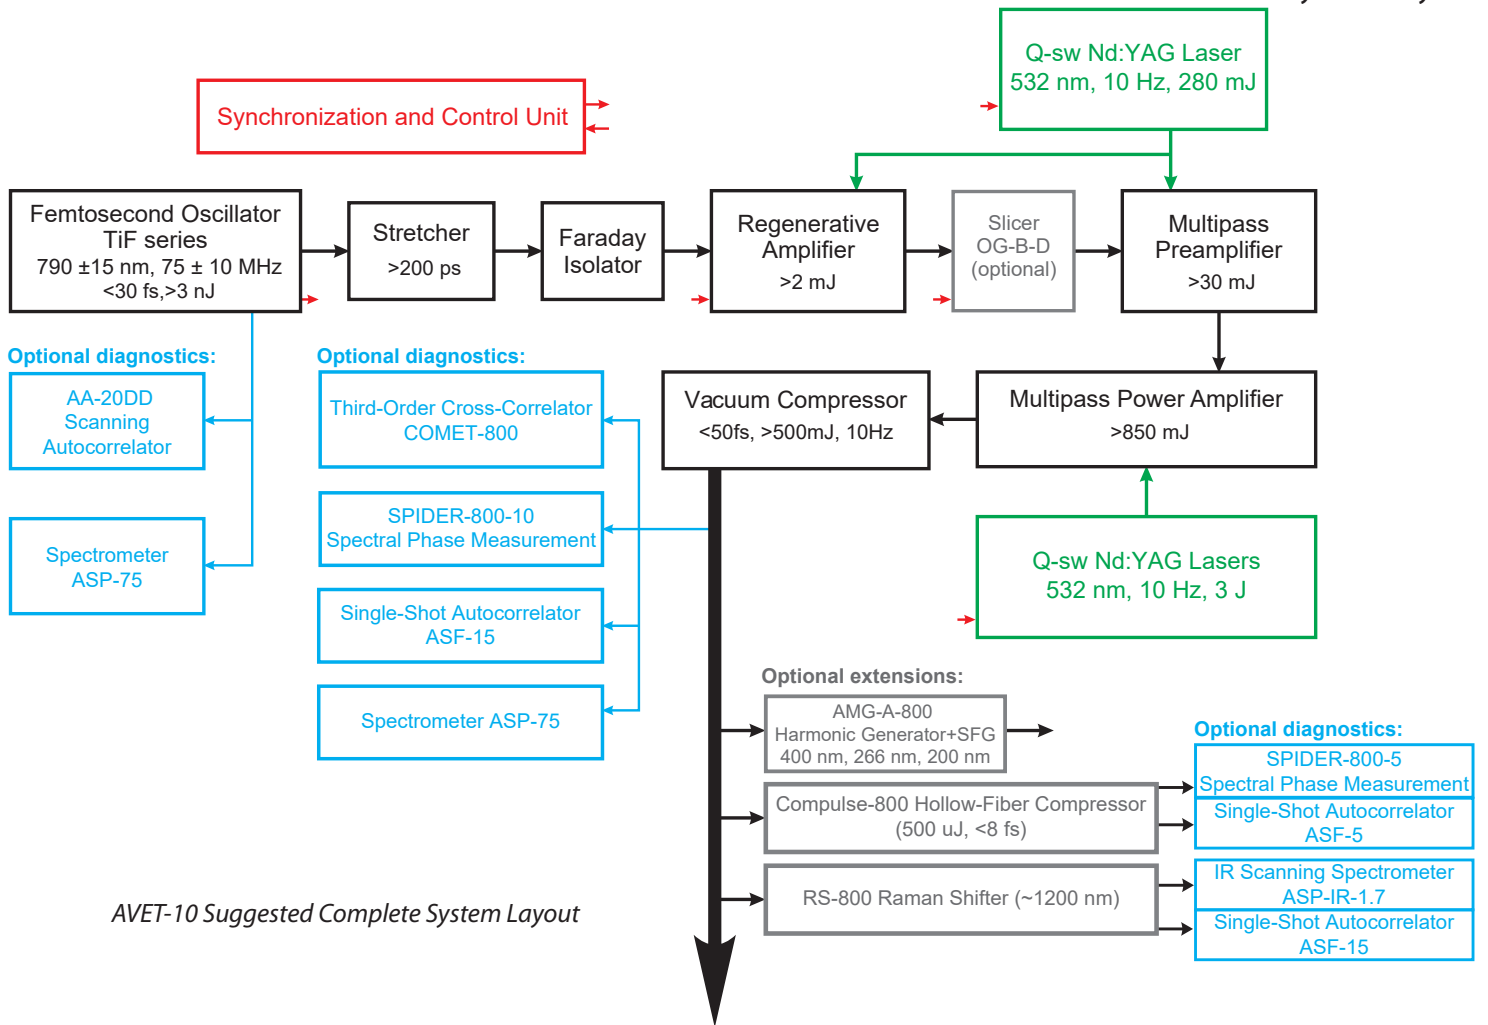 Q-sw Nd:YAG Laser
532 nm, 10 Hz, 280 mJ
Synchronization and Control Unit
Femtosecond Oscillator
TiF series
790 ±15 nm, 75 ± 10 MHz
<30 fs,>3 nJ
Stretcher
>200 ps
Faraday
Isolator
Regenerative
Amplifier
>2 mJ
Slicer
OG-B-D
(optional)
Multipass
Preamplifier
>30 mJ
Optional diagnostics:
AA-20DD
Scanning
Autocorrelator
Spectrometer
ASP-75
Optional diagnostics:
Third-Order Cross-Correlator
COMET-800
SPIDER-800-10
Spectral Phase Measurement
Single-Shot Autocorrelator
ASF-15
Spectrometer ASP-75
Vacuum Compressor
<50fs, >500mJ, 10Hz
Multipass Power Amplifier
>850 mJ
Q-sw Nd:YAG Lasers
532 nm, 10 Hz, 3 J
Optional extensions:
AMG-A-800
Harmonic Generator+SFG
400 nm, 266 nm, 200 nm
Compulse-800 Hollow-Fiber Compressor
(500 uJ, <8 fs)
RS-800 Raman Shifter (~1200 nm)
Optional diagnostics:
SPIDER-800-5
Spectral Phase Measurement
Single-Shot Autocorrelator
ASF-5
IR Scanning Spectrometer
ASP-IR-1.7
Single-Shot Autocorrelator
ASF-15
AVET-10 Suggested Complete System Layout